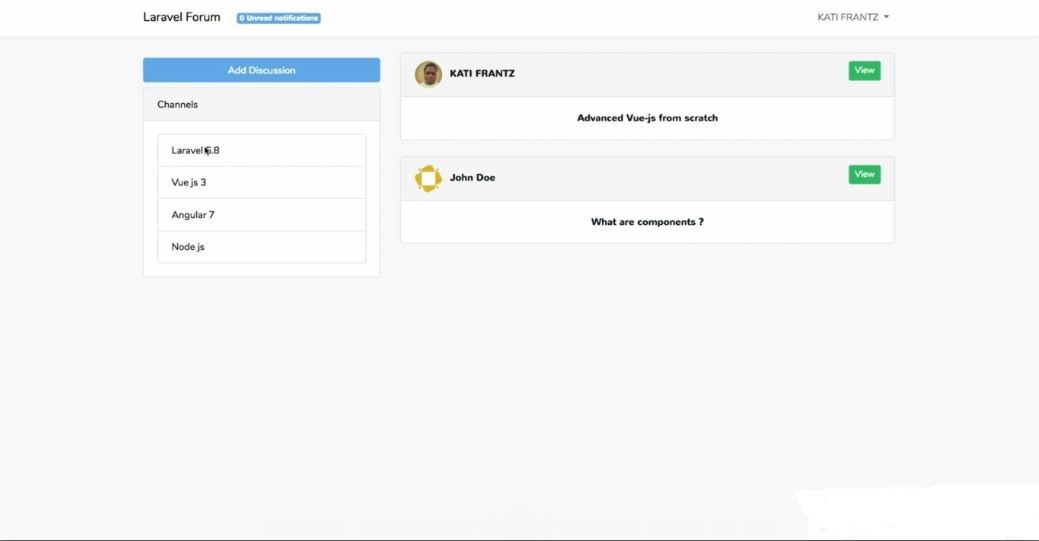 Laravel Forum
0 Unread notifications
KATI FRANTZ
Add Discussion
Channels
Laravel 5.8
Vue js 3
Angular 7
Node js
KATI FRANTZ
View
Advanced Vue-js from scratch
John Doe
View
What are components ?